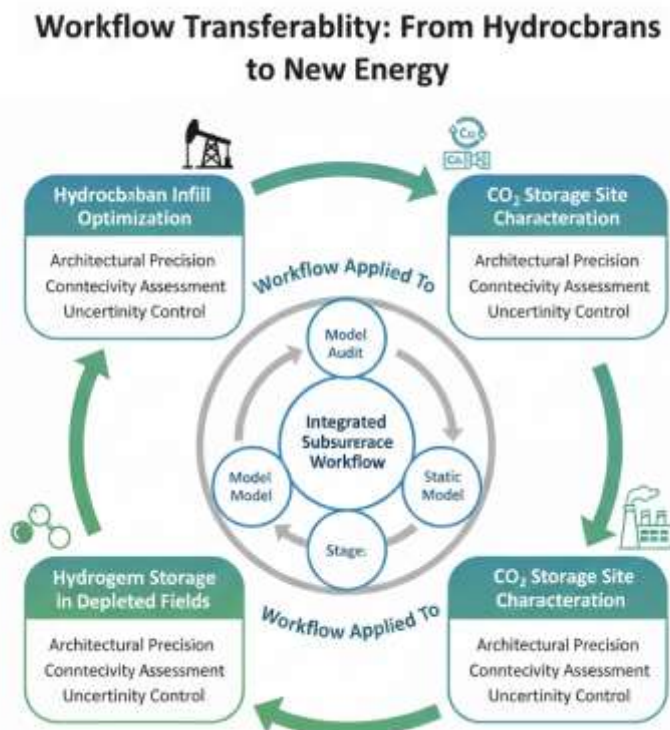 Workflow Transferablity: From Hydrocbrans
to New Energy
Hydrocbaban Infill
Optimization
Architectural Precision
Conntecivity Assessment
Uncertinity Control
CO₂ Storage Site
Characteration
Architectural Precision
Conntecivity Assessment
Uncertinity Control
Workflow Applied To
Model
Audit
Integrated
Subsurerace
Workflow
Model
Model
Static
Model
Stage:
Workflow Applied To
Hydrogem Storage
in Depleted Fields
Architectural Precision
Conntecivity Assessment
Uncertinity Control
CO₂ Storage Site
Characterization
Architectural Precision
Conntecivity Assessment
Uncertinity Control